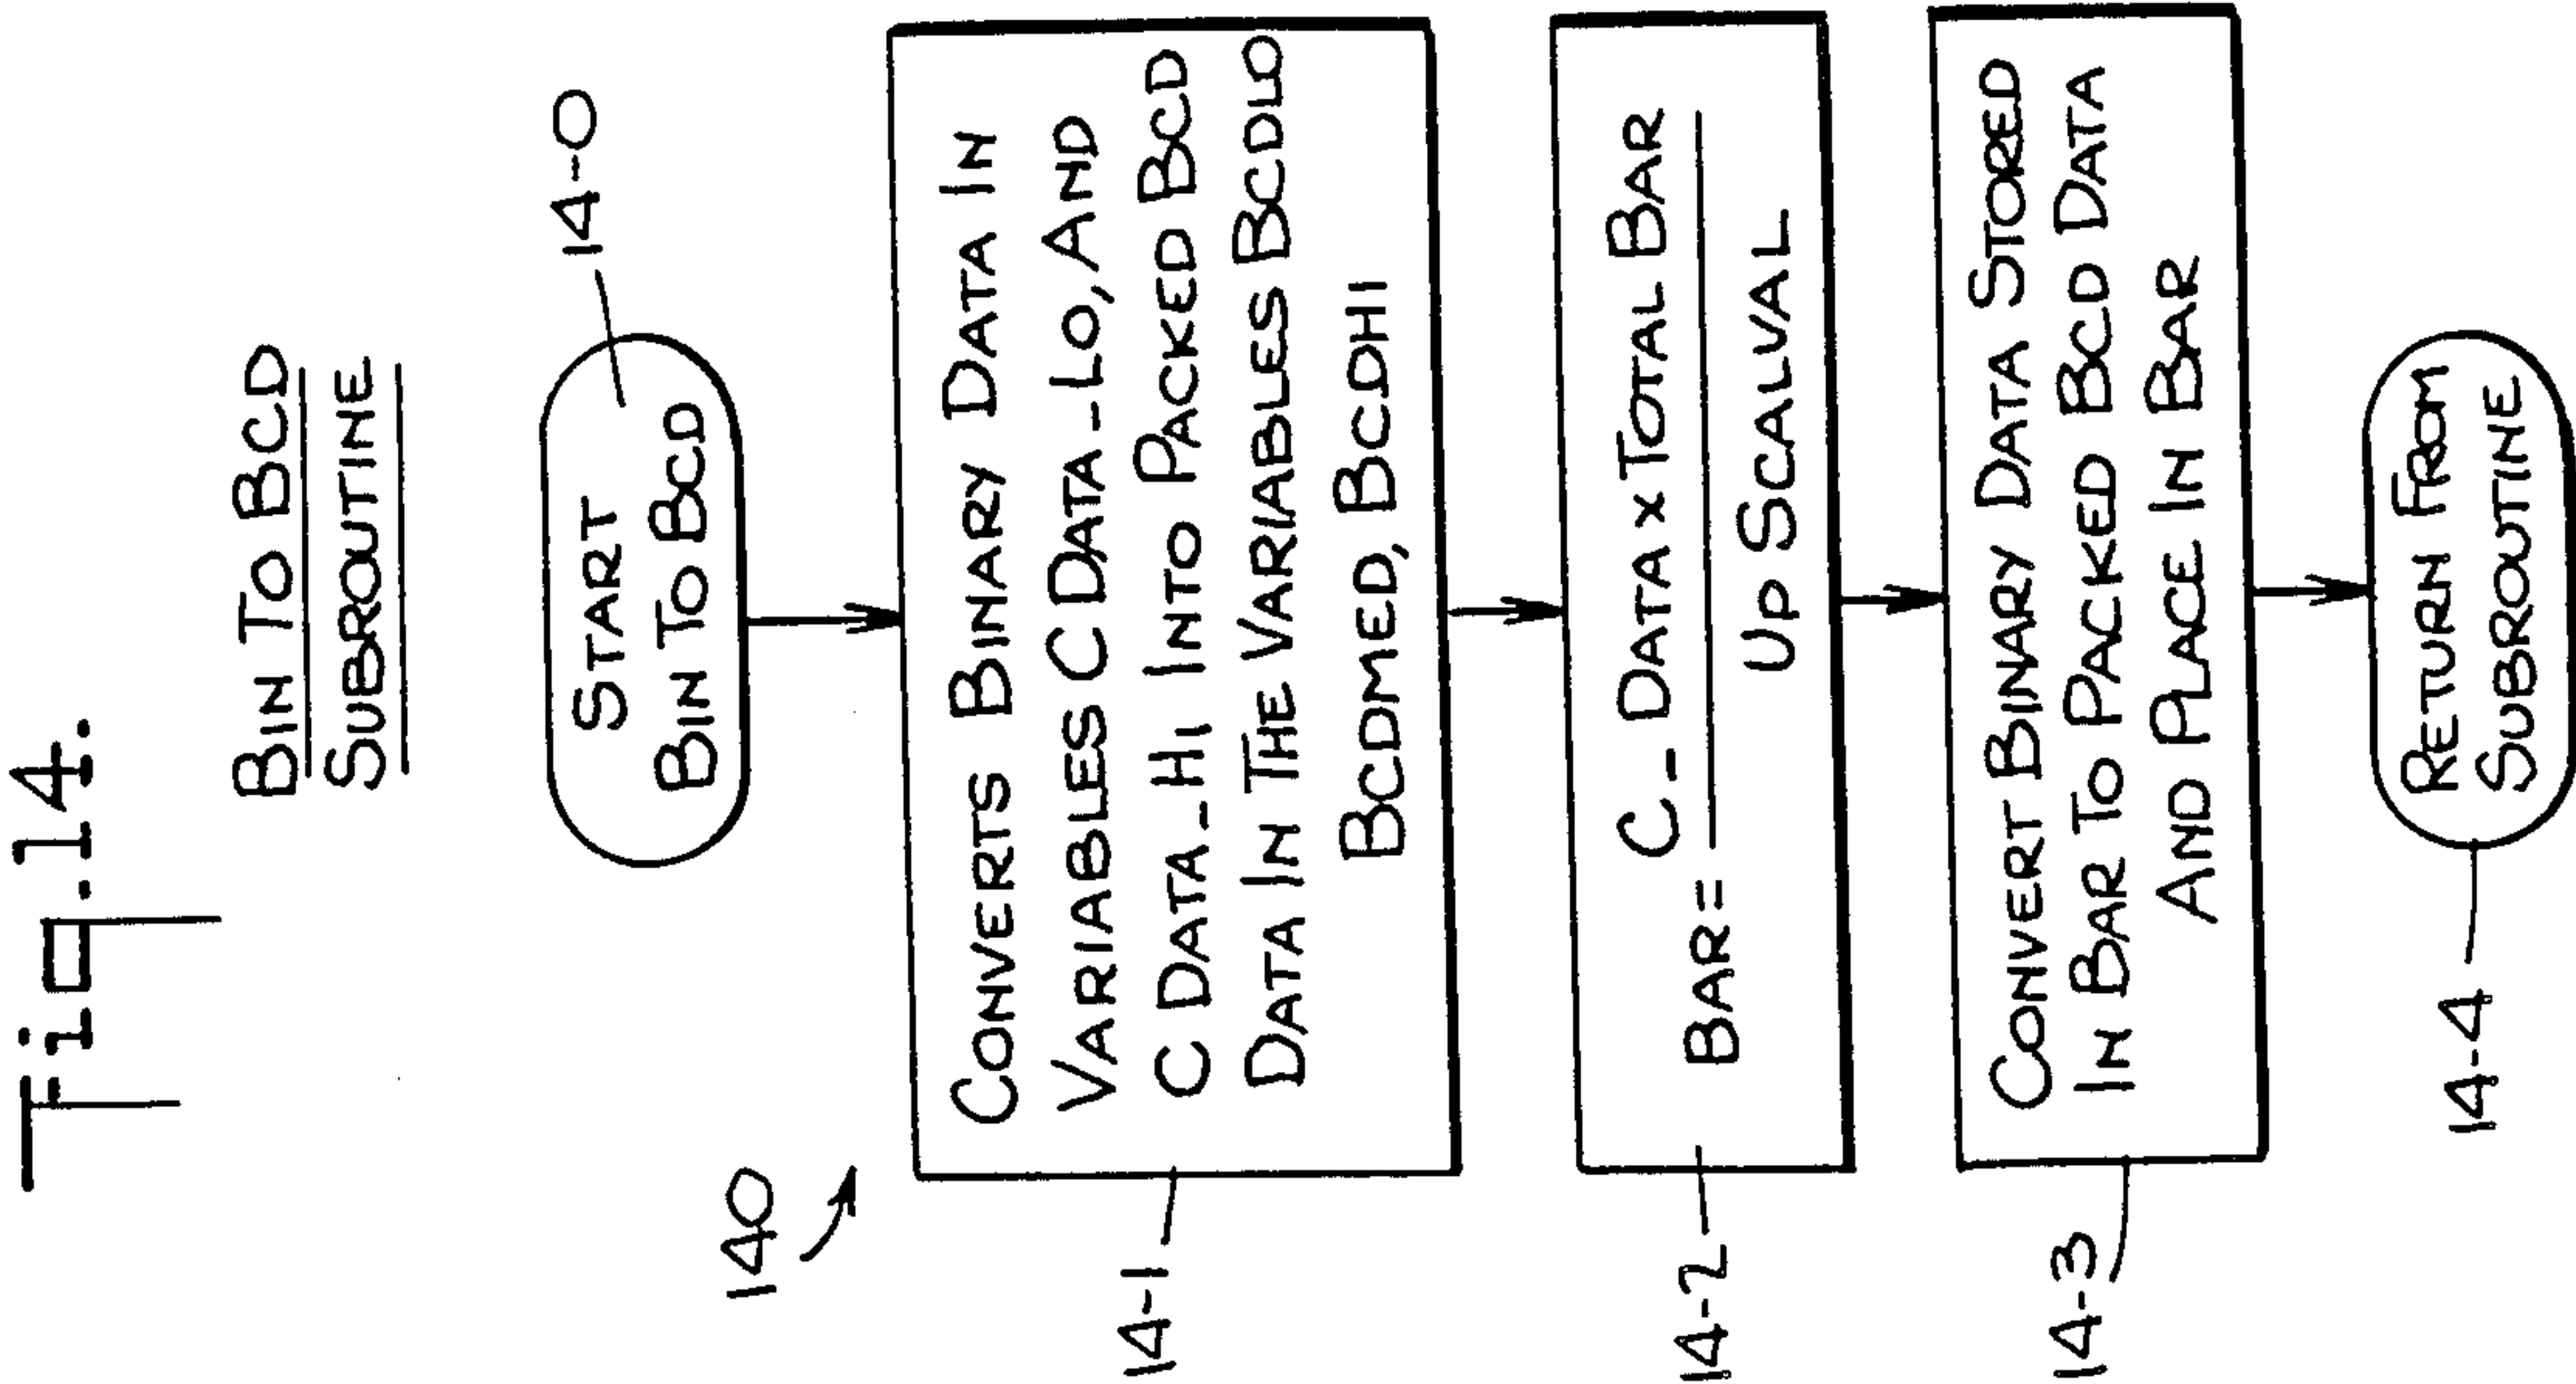 Fig. 14.
BIN TO BCD
SUBROUTINE
START
BIN TO BCD
14-0
140
CONVERTS BINARY DATA IN
VARIABLES C DATA-LO, AND
C DATA-HI INTO PACKED BCD
DATA IN THE VARIABLES BCDLO
BCDMED, BCDHI
14-1
BAR = C_DATA x TOTAL BAR
UP SCALVAL
14-2
CONVERT BINARY DATA STORED
IN BAR TO PACKED BCD DATA
AND PLACE IN BAR
14-3
RETURN FROM
SUBROUTINE
14-4